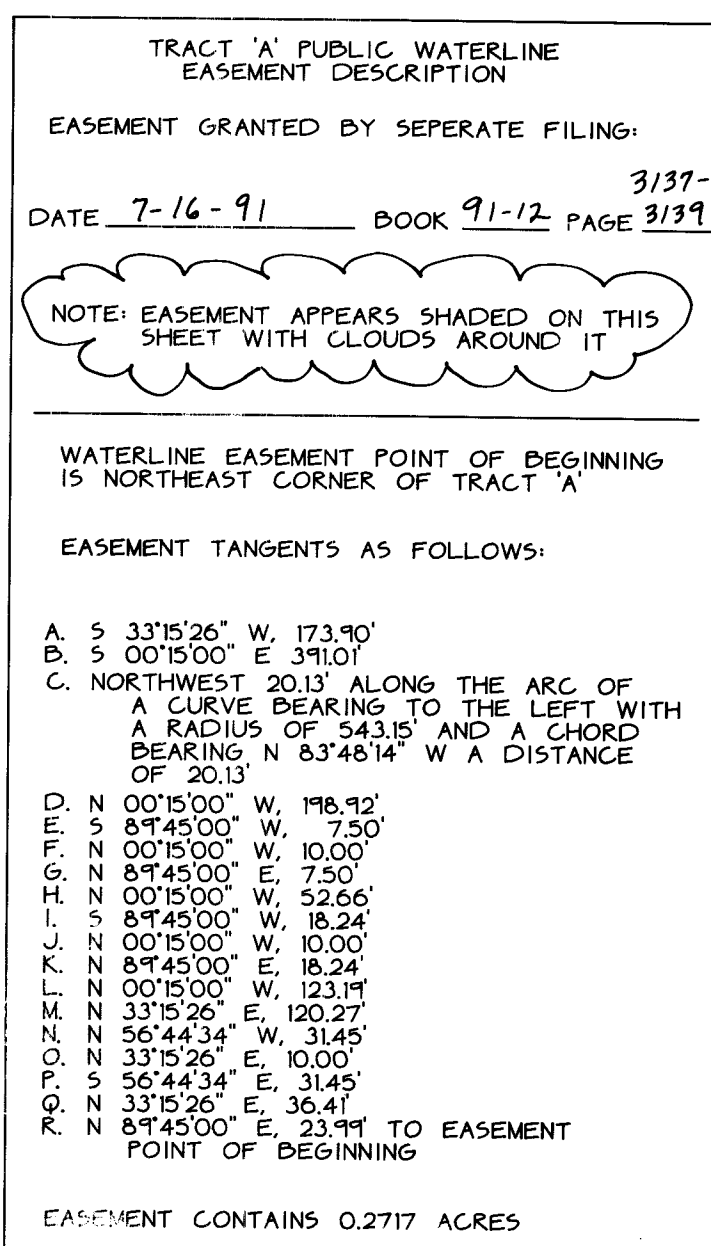 TRACT 'A' PUBLIC WATERLINE
EASEMENT DESCRIPTION
EASEMENT GRANTED BY SEPERATE FILING:
3137-
DATE 7-16-91 BOOK 91-12 PAGE 3139
NOTE: EASEMENT APPEARS SHADED ON THIS
SHEET WITH CLOUDS AROUND IT
WATERLINE EASEMENT POINT OF BEGINNING
IS NORTHEAST CORNER OF TRACT 'A'
EASEMENT TANGENTS AS FOLLOWS:
A. S 33°15'26" W, 173.90'
B. S 00°15'00" E 391.01'
C. NORTHWEST 20.13' ALONG THE ARC OF
A CURVE BEARING TO THE LEFT WITH
A RADIUS OF 543.15' AND A CHORD
BEARING N 83°48'14" W A DISTANCE
OF 20.13'
D. N 00°15'00" W, 198.92'
E. S 89°45'00" W, 7.50'
F. N 00°15'00" W, 10.00'
G. N 89°45'00" E, 7.50'
H. N 00°15'00" W, 52.66'
I. S 89°45'00" W, 18.24'
J. N 00°15'00" W, 10.00'
K. N 89°45'00" E, 18.24'
L. N 00°15'00" W, 123.19'
M. N 33°15'26" E, 120.27'
N. N 56°44'34" W, 31.45'
O. N 33°15'26" E, 10.00'
P. S 56°44'34" E, 31.45'
Q. N 33°15'26" E, 36.41'
R. N 89°45'00" E, 23.99' TO EASEMENT
POINT OF BEGINNING
EASEMENT CONTAINS 0.2717 ACRES